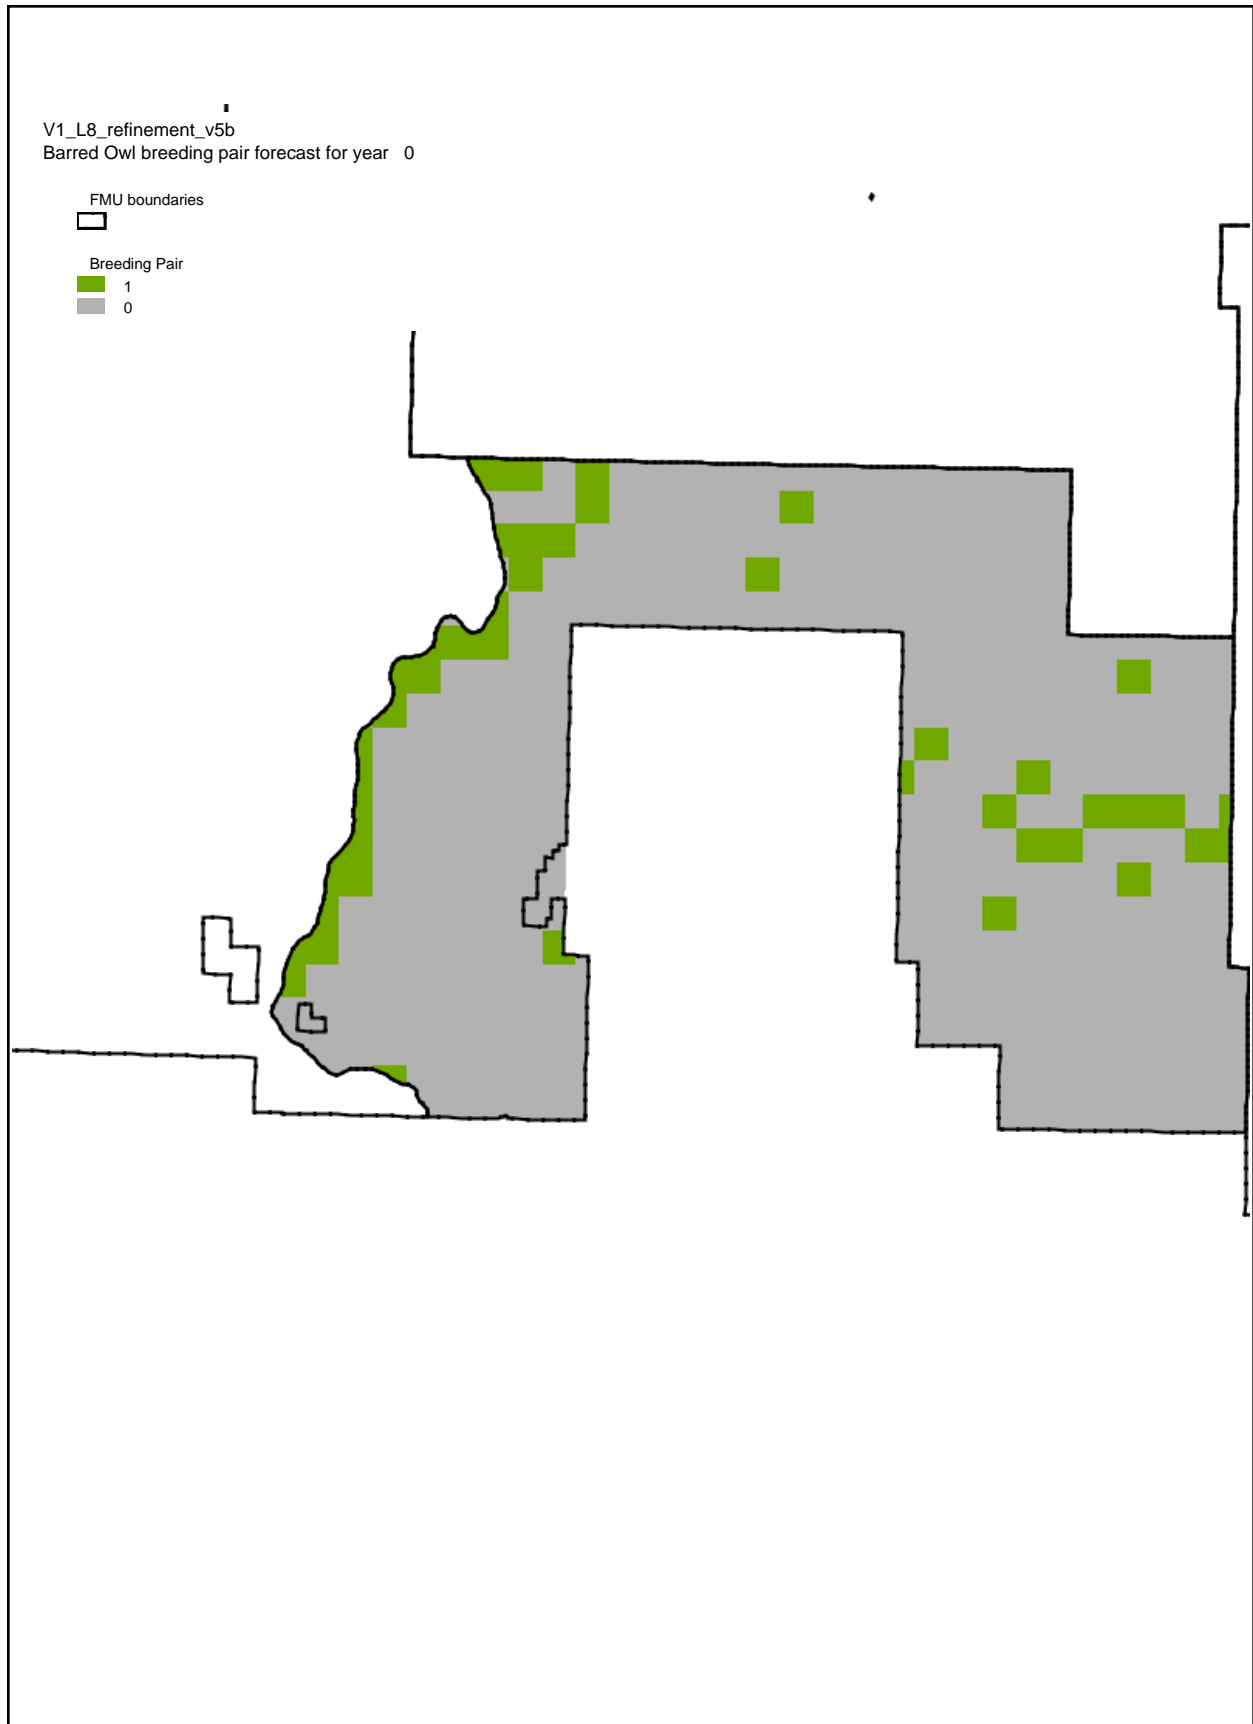 V1_L8_refinement_v5b
Barred Owl breeding pair forecast for year 0
FMU boundaries
Breeding Pair
1
0